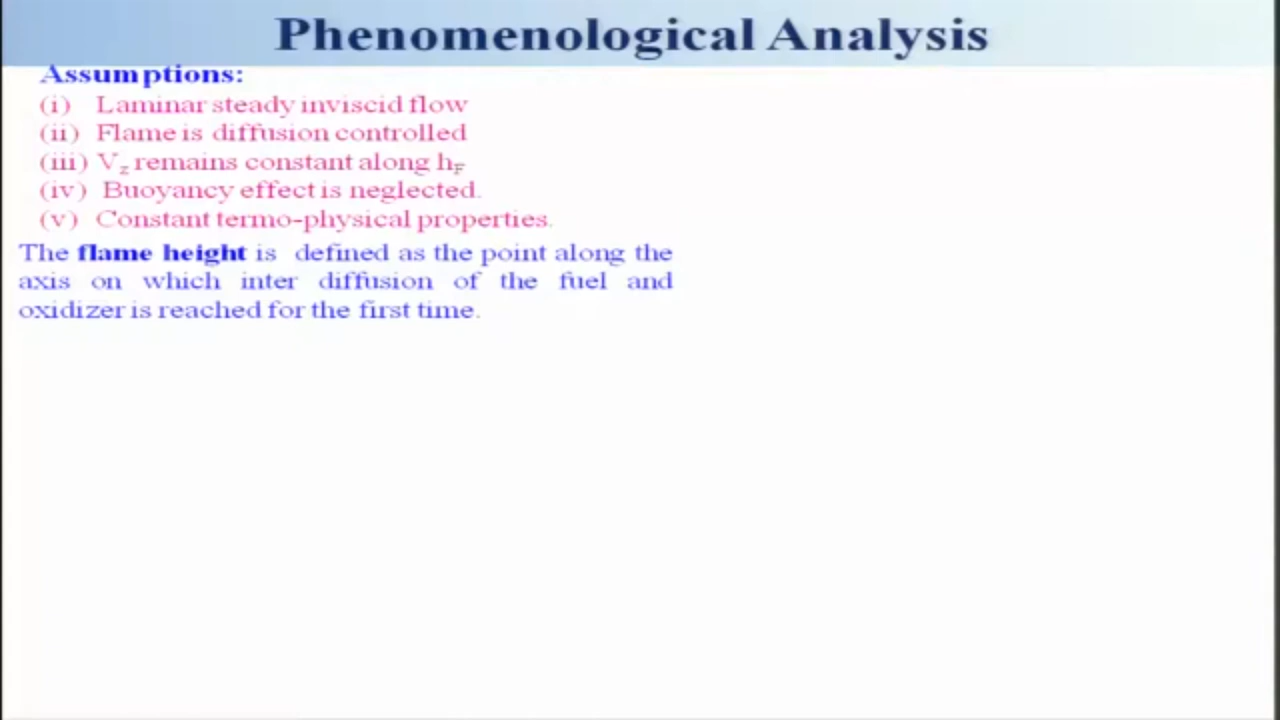 Phenomenological Analysis
Assumptions:
(i) Laminar steady inviscid flow
(ii) Flame is diffusion controlled
(iii) Vz remains constant along hF
(iv) Buoyancy effect is neglected.
(v) Constant termo-physical properties.
The flame height is defined as the point along the
axis on which inter diffusion of the fuel and
oxidizer is reached for the first time.